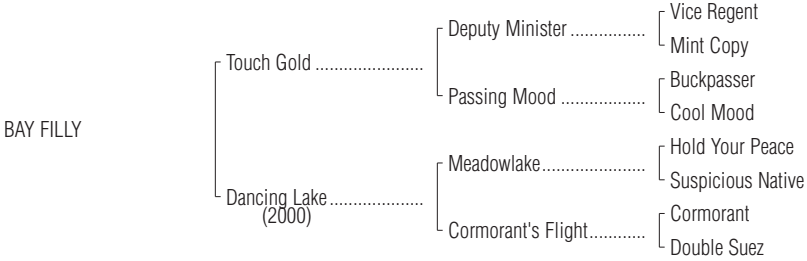 Vice Regent
Deputy Minister ................
Mint Copy
Touch Gold .......................
Buckpasser
Passing Mood ..................
Cool Mood
BAY FILLY
Hold Your Peace
Meadowlake......................
Suspicious Native
Dancing Lake....................
(2000)
Cormorant
Cormorant's Flight............
Double Suez